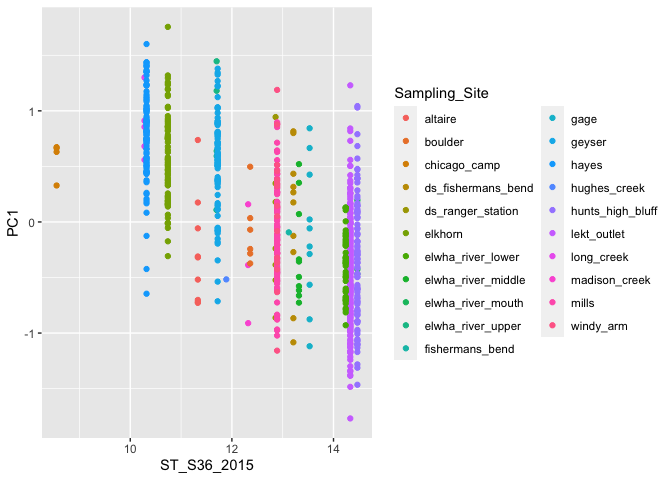 1
0
-1
PC1
10
12
14
ST_S36_2015
Sampling_Site
altaire
boulder
chicago_camp
ds_fishermans_bend
ds_ranger_station
elkhorn
elwha_river_lower
elwha_river_middle
elwha_river_mouth
elwha_river_upper
fishermans_bend
gage
geyser
hayes
hughes_creek
hunts_high_bluff
lekt_outlet
long_creek
madison_creek
mills
windy_arm